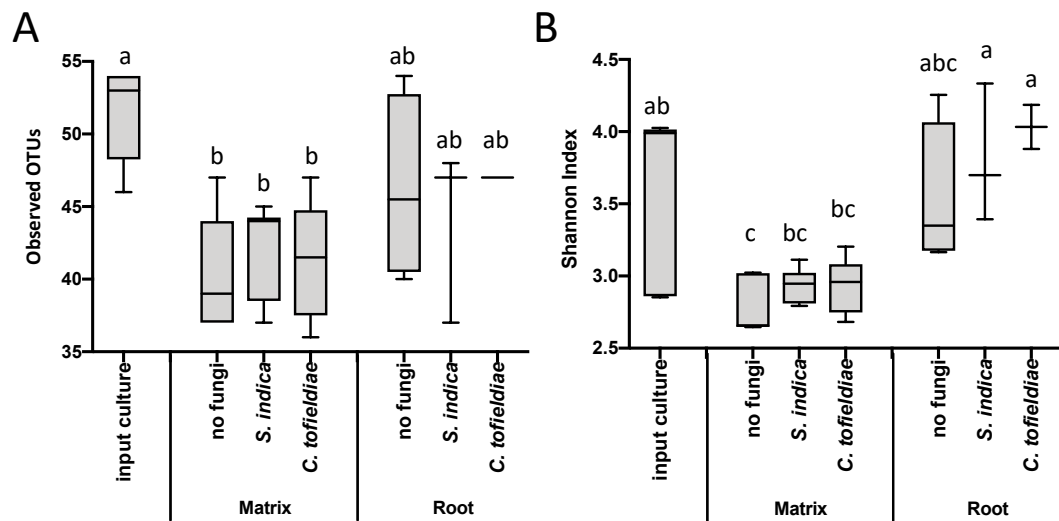 A
Observed OTUs
55
50
45
40
35
a
b
b
b
ab
ab
ab
input culture
no fungi
S. indica
C. tofieldiae
no fungi
S. indica
C. tofieldiae
Matrix
Root
B
Shannon Index
4.5
4.0
3.5
3.0
2.5
ab
c
bc
bc
abc
a
a
input culture
no fungi
S. indica
C. tofieldiae
no fungi
S. indica
C. tofieldiae
Matrix
Root